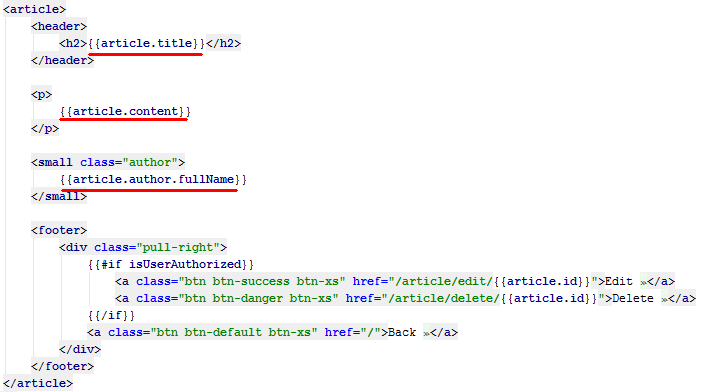 <article>
<header>
<h2>{{article.title}}</h2>
</header>
<p>
{{article.content}}
</p>
<small class="author">
{{article.author.fullName}}
</small>
<footer>
<div class="pull-right">
{{#if isUserAuthorized}}
<a class="btn btn-success btn-xs" href="/article/edit/{{article.id}}">Edit »</a>
<a class="btn btn-danger btn-xs" href="/article/delete/{{article.id}}">Delete »</a>
{{/if}}
<a class="btn btn-default btn-xs" href="/">Back »</a>
</div>
</footer>
</article>